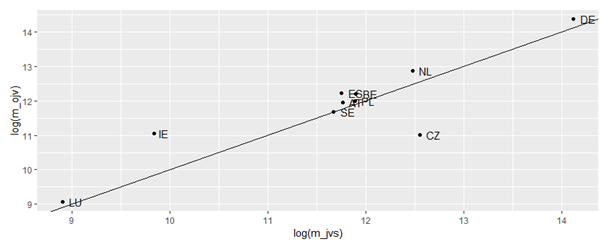 DE
14
NL
13
ES BE
12
AT PL
SE
log(m_ojv)
IE
CZ
11
10
LU
9
9 10 11 12 13 14
log(m_jvs)